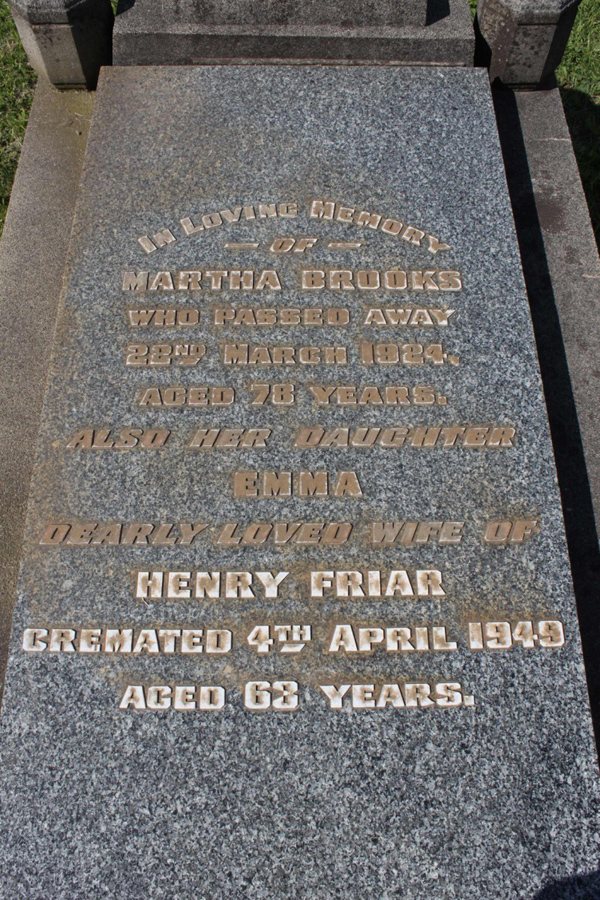 In Loving Memory
— OF —
MARTHA BROOKS
WHO PASSED AWAY
22ND MARCH 1924.,
AGED 78 YEARS.
ALSO HER DAUGHTER
EMMA
DEARLY LOVED WIFE OF
HENRY FRIAR
CREMATED 4TH APRIL 1949
AGED 63 YEARS.